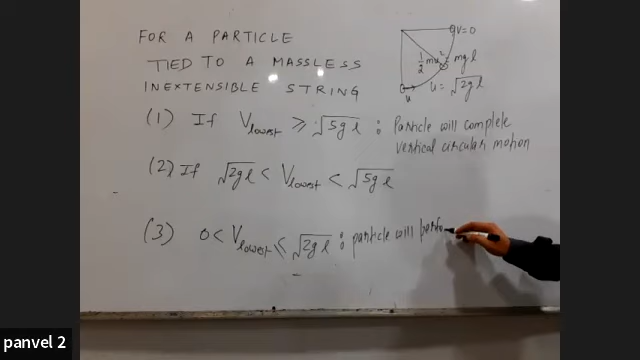 FOR A PARTICLE
TIED TO A MASSLESS
INEXTENSIBLE STRING
(1) If V_lowest ≥ √5gl : Particle will complete
vertical circular motion
(2) If √2gl < V_lowest < √5gl
(3) 0 < V_lowest ≤ √2gl : particle will perfo
v=0
1/2 mu² = mgl
u = √2gl
u
panvel 2